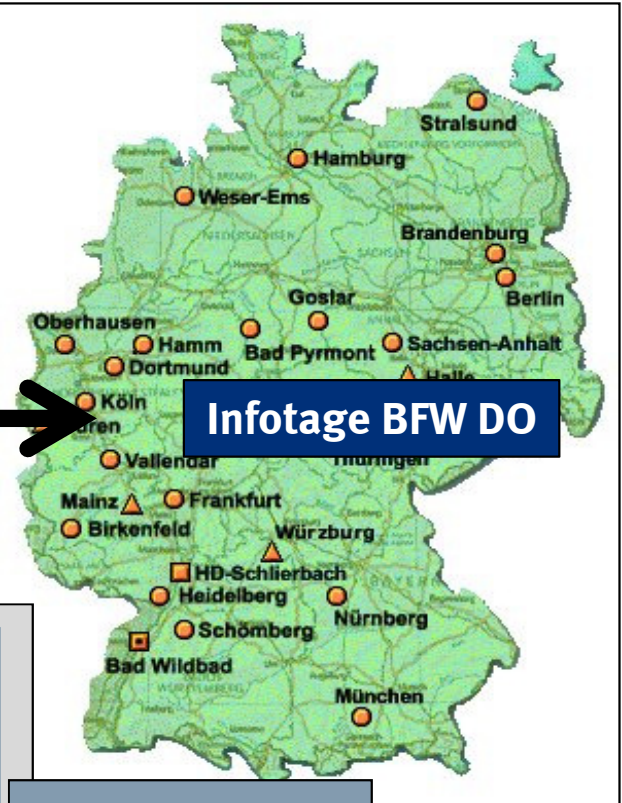 Stralsund
Hamburg
Weser-Ems
Brandenburg
Berlin
Goslar
Oberhausen
Hamm
Bad Pyrmont
Sachsen-Anhalt
Dortmund
Halle
Köln
Infotage BFW DO
Vallendar
Thüringen
Mainz
Frankfurt
Birkenfeld
Würzburg
HD-Schlierbach
Heidelberg
Nürnberg
Schömberg
Bad Wildbad
München